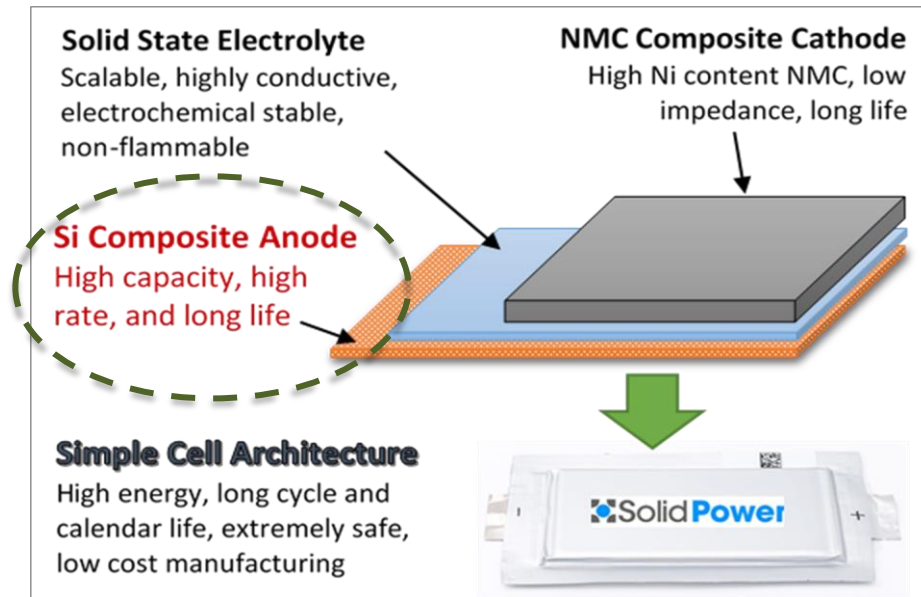 Solid State Electrolyte
Scalable, highly conductive,
electrochemical stable,
non-flammable
NMC Composite Cathode
High Ni content NMC, low
impedance, long life
Si Composite Anode
High capacity, high
rate, and long life
Simple Cell Architecture
High energy, long cycle and
calendar life, extremely safe,
low cost manufacturing
- Solid Power +